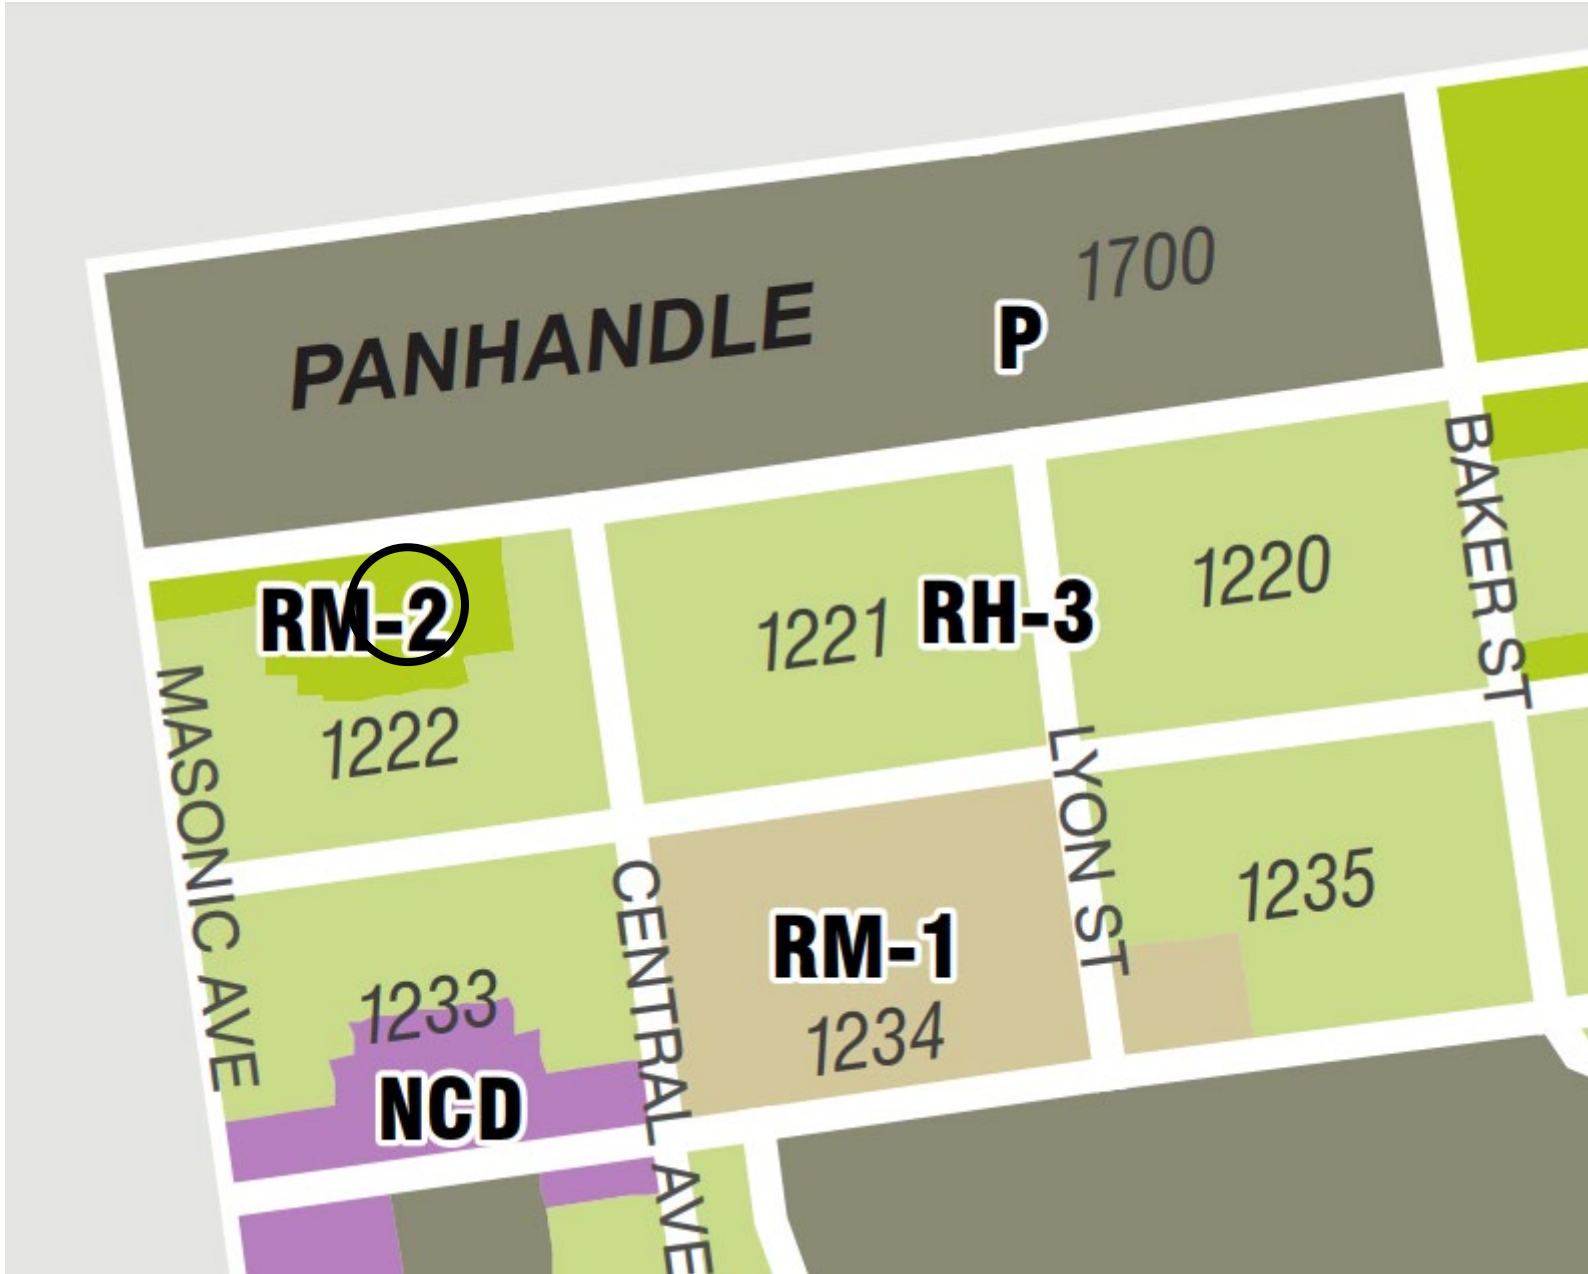 1700
PANHANDLE
P
BAKER ST
RM-2
1221
RH-3
1220
1222
MASONIC AVE
LYON ST
1235
CENTRAL AVE
RM-1
1233
1234
NCD